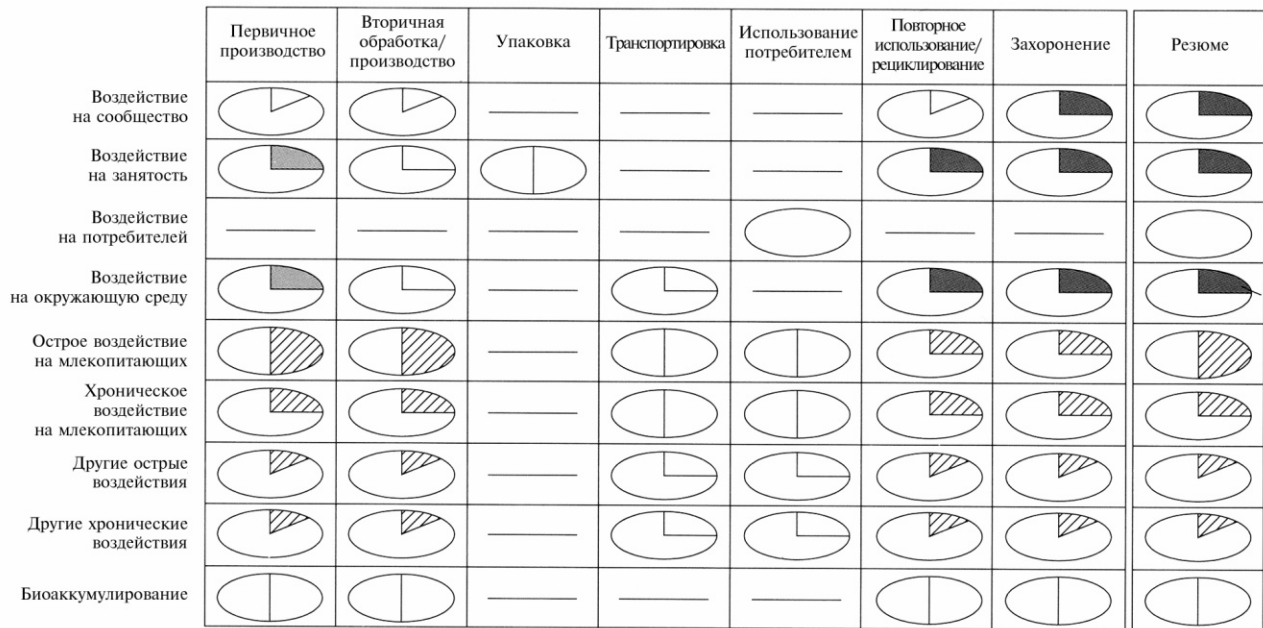 Первичное
производство
Вторичная
обработка/
производство
Упаковка
Транспортировка
Использование
потребителем
Повторное
использование/
рециклирование
Захоронение
Резюме
Воздействие
на сообщество
Воздействие
на занятость
Воздействие
на потребителей
Воздействие
на окружающую среду
Острое воздействие
на млекопитающих
Хроническое
воздействие
на млекопитающих
Другие острые
воздействия
Другие хронические
воздействия
Биоаккумулирование